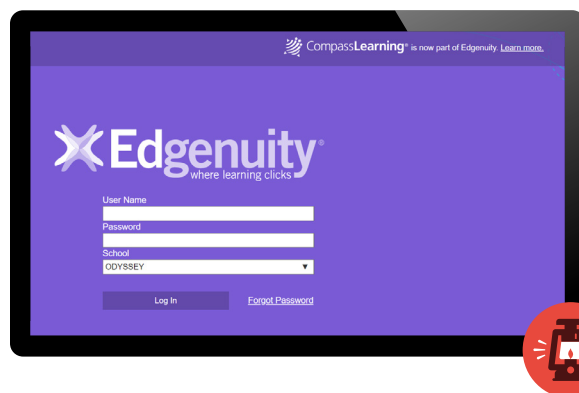 CompassLearning® is now part of Edgenuity. Learn more.
Edgenuity®
where learning clicks
User Name
Password
School
ODYSSEY
Log In Forgot Password